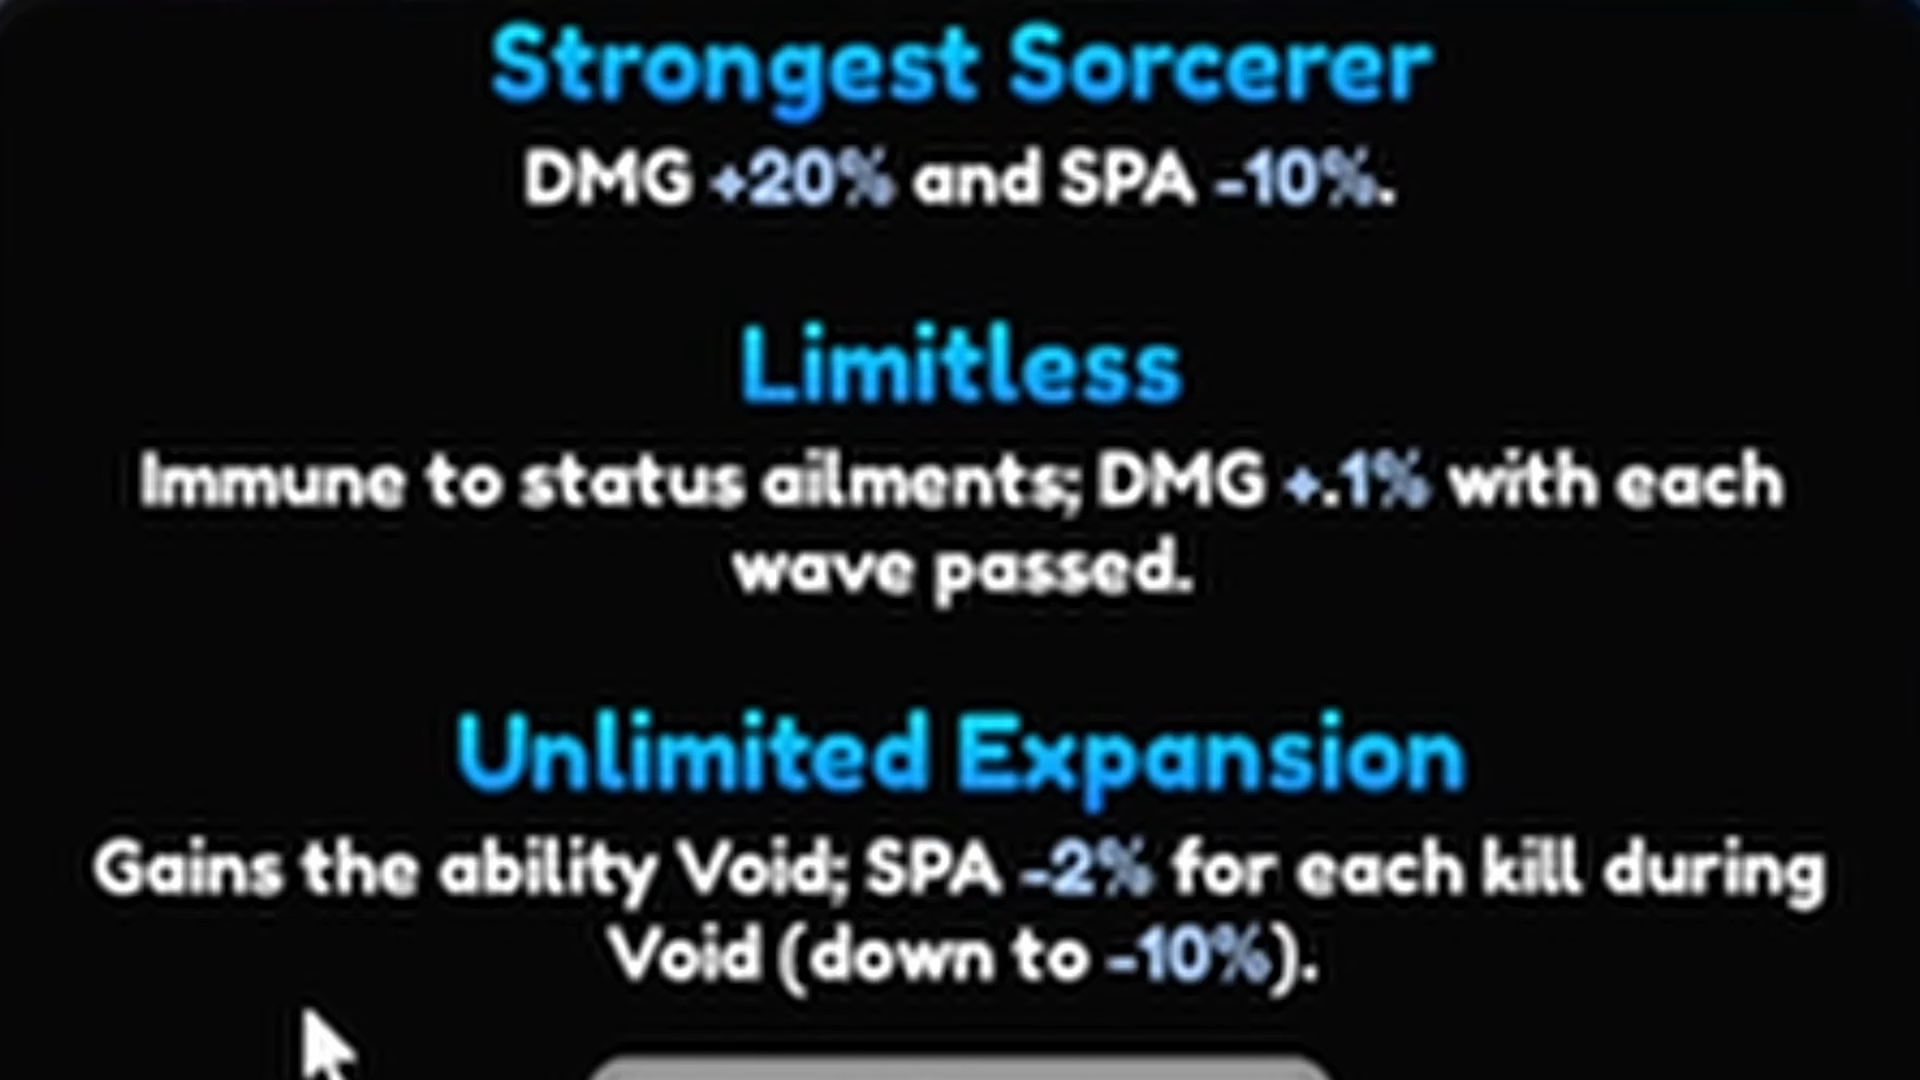 Strongest Sorcerer
DMG +20% and SPA -10%.
Limitless
Immune to status ailments; DMG +.1% with each
wave passed.
Unlimited Expansion
Gains the ability Void; SPA -2% for each kill during
Void (down to -10%).